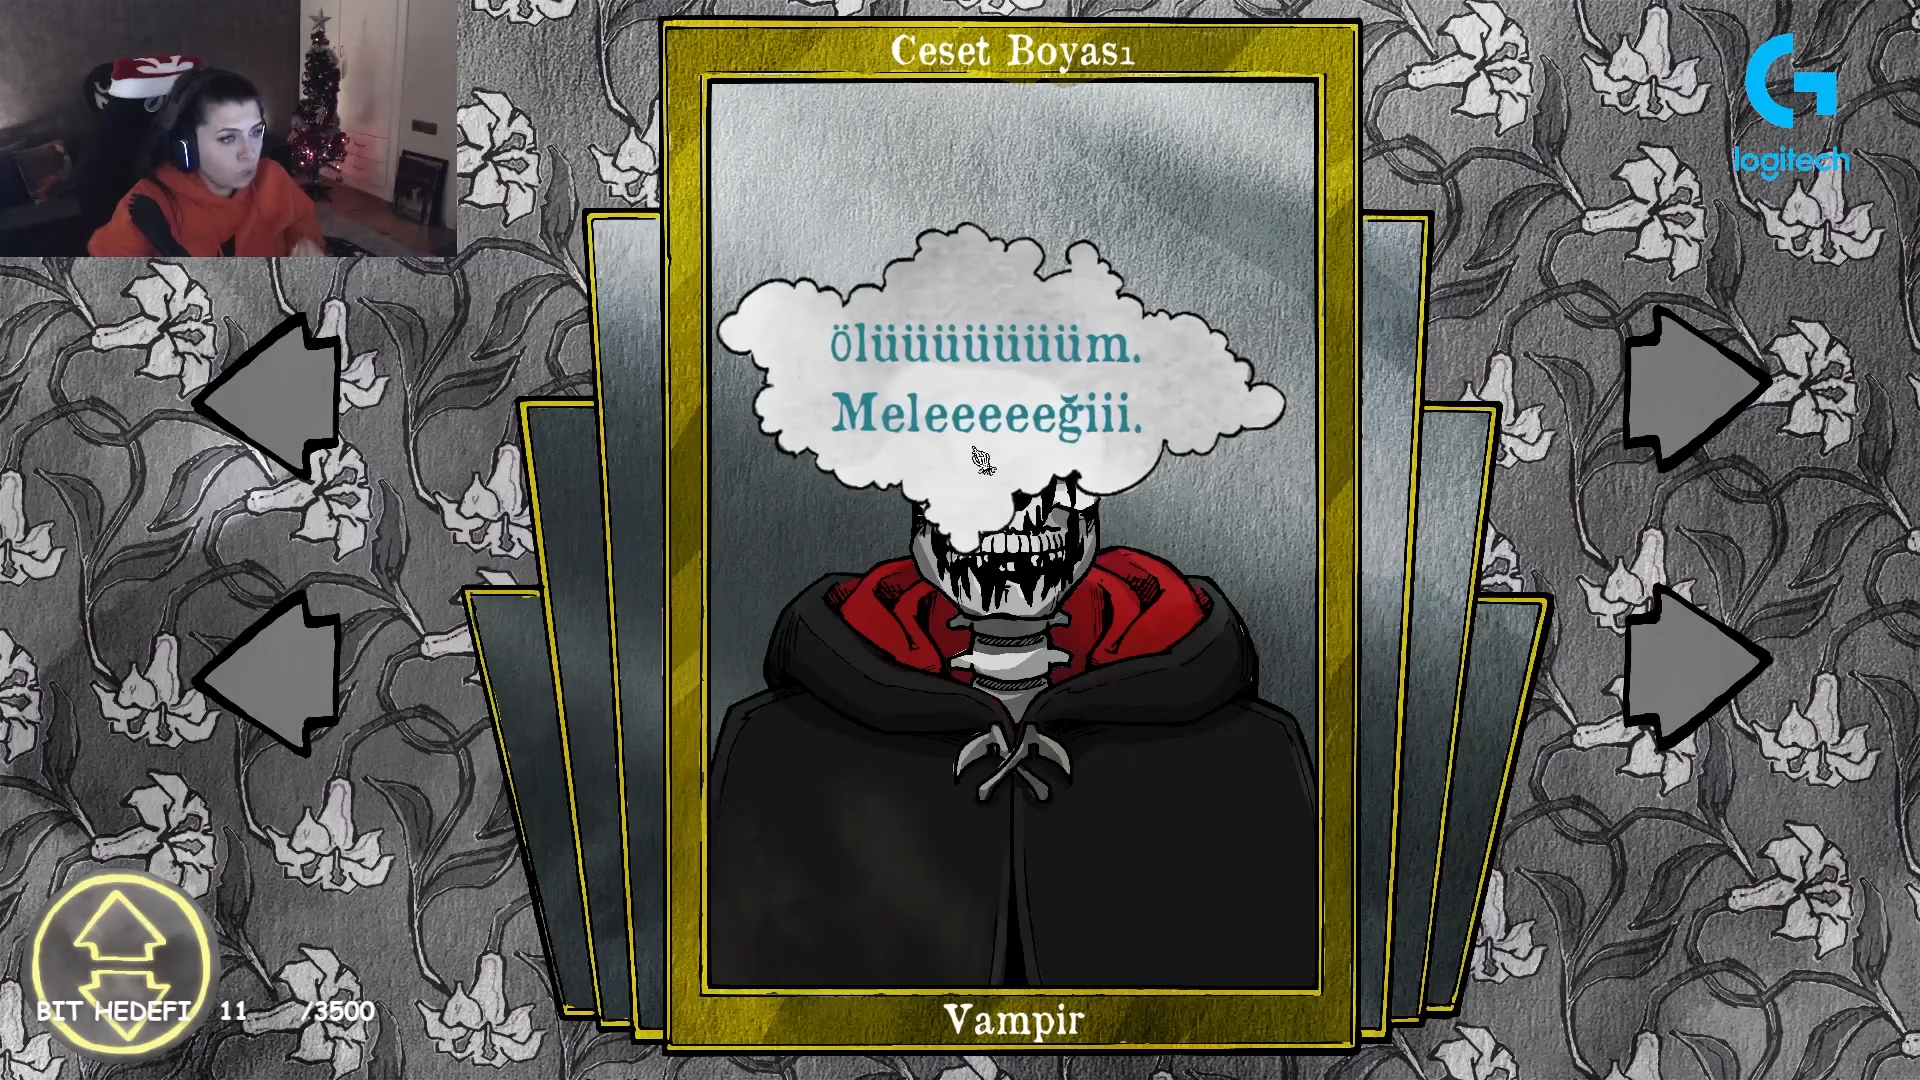 Ceset Boyası
logitech
ölüüüüüüüüm.
Meleeeeeeğiii.
BIT HEDEFI 11 /3500
Vampir